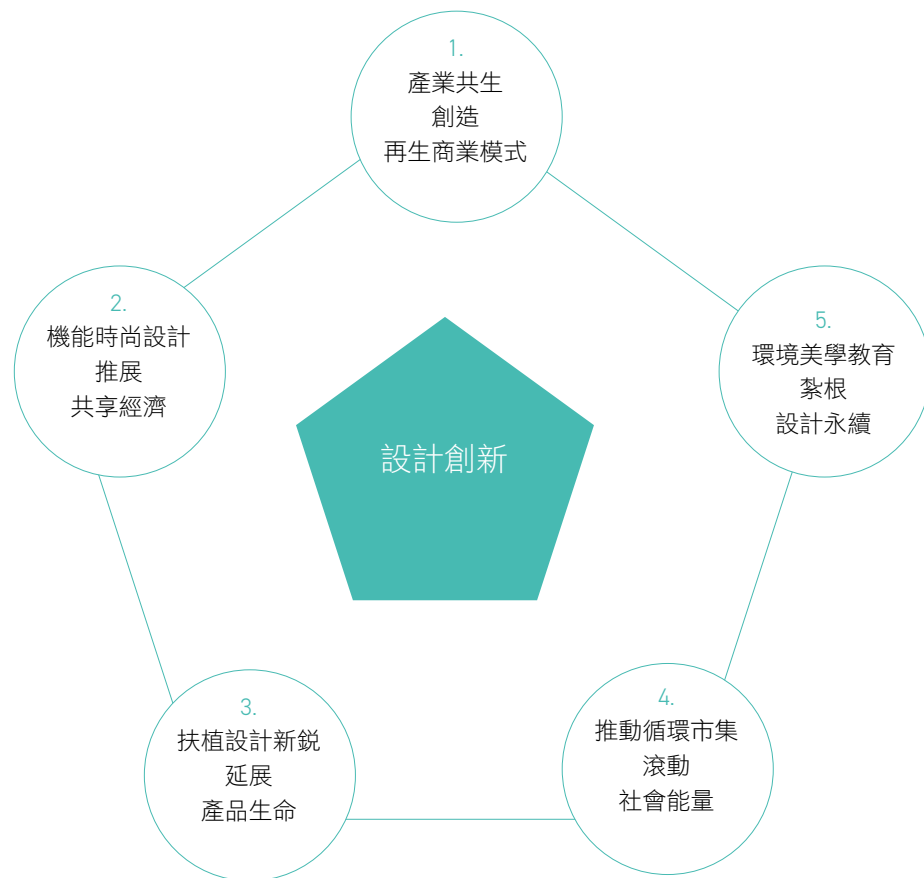 1.
產業共生
創造
再生商業模式
2.
機能時尚設計
推展
共享經濟
3.
扶植設計新鋭
延展
產品生命
4.
推動循環市集
滾動
社會能量
5.
環境美學教育
紮根
設計永續
設計創新